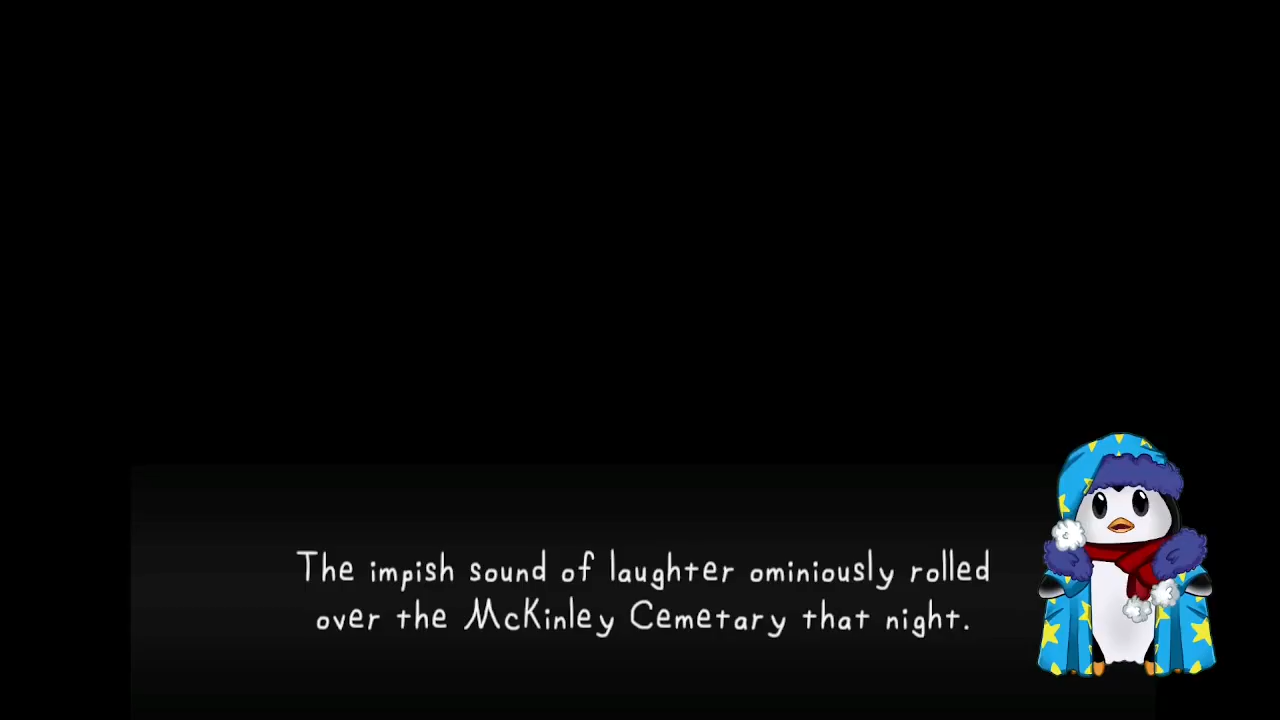 The impish sound of laughter ominiously rolled
over the McKinley Cemetary that night.